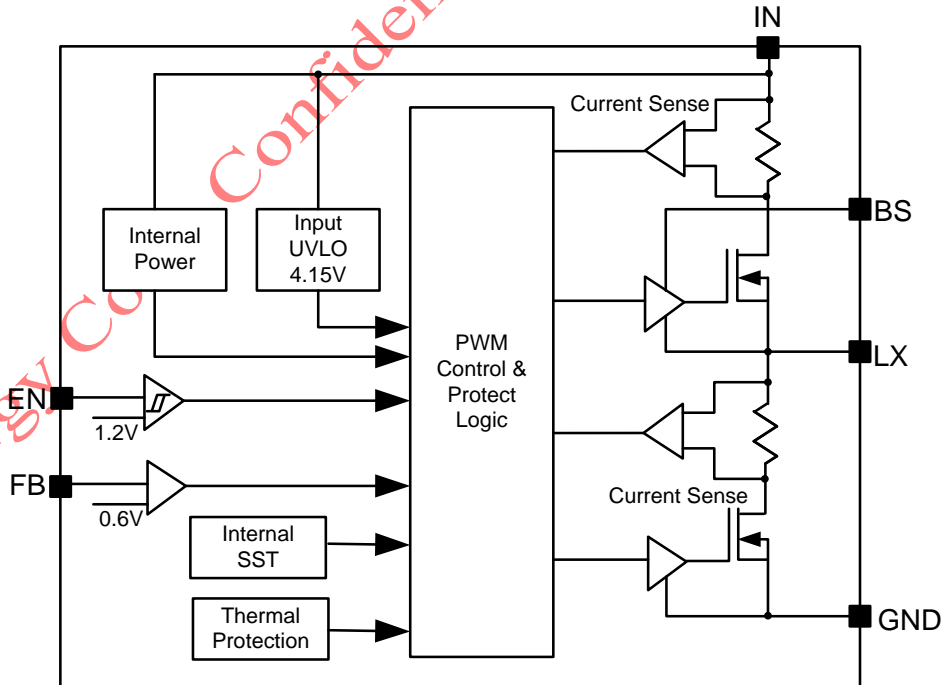 IN
Confiden
Current Sense
BS
Internal
Power
Input
UVLO
4.15V
PWM
Control &
Protect
Logic
LX
EN
1.2V
FB
0.6V
Current Sense
Internal
SST
Thermal
Protection
GND